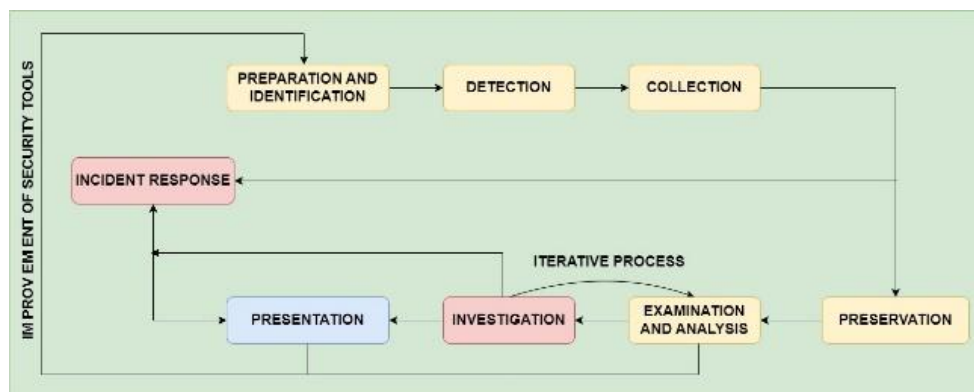 IMPROVEMENT OF SECURITY TOOLS
PREPARATION AND
IDENTIFICATION
DETECTION
COLLECTION
INCIDENT RESPONSE
ITERATIVE PROCESS
PRESENTATION
INVESTIGATION
EXAMINATION
AND ANALYSIS
PRESERVATION